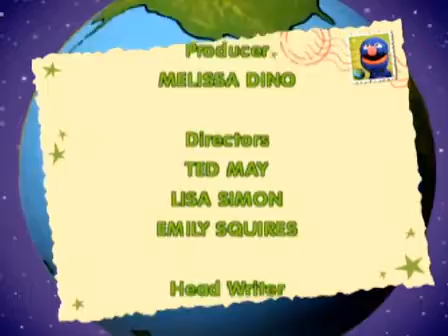 Producer
MELISSA DINO
Directors
TED MAY
LISA SIMON
EMILY SQUIRES
Head Writer